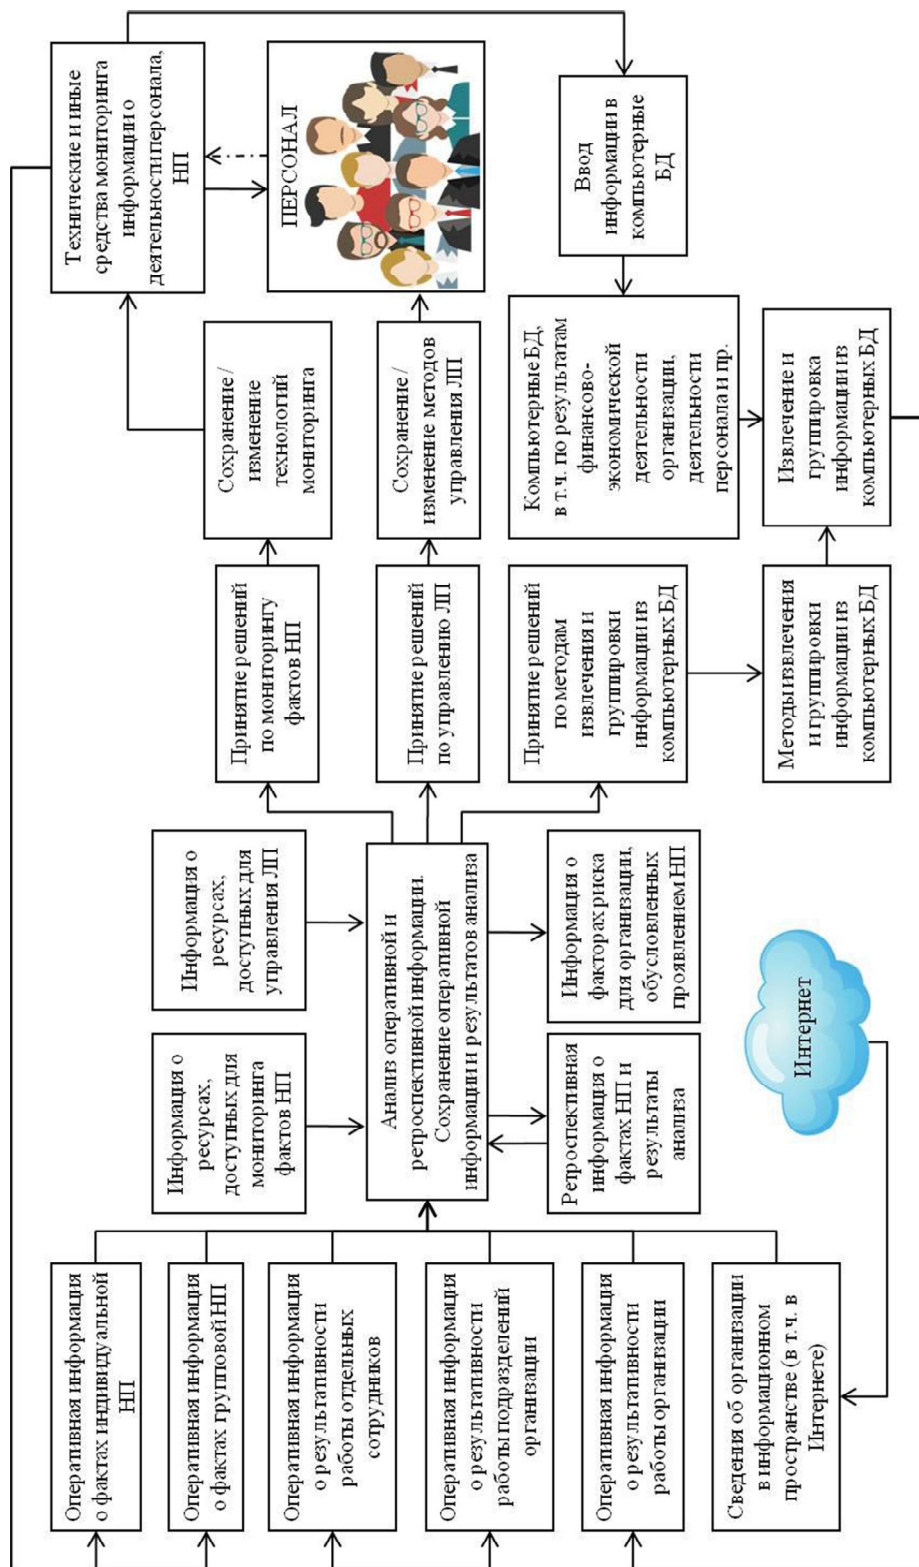 Оперативная информация
о фактах индивидуальной
НП
Оперативная информация
о фактах групповой НП
Оперативная информация
о результативности
работы отдельных
сотрудников
Оперативная информация
о результативности
работы подразделений
организации
Оперативная информация
о результативности
работы организации
Сведения об организации
в информационном
пространстве (в т.ч. в
Интернете)
Информация о
ресурсах,
доступных для
мониторинга
фактов НП
Информация о
ресурсах,
доступных для
управления ЛП
Анализ оперативной и
ретроспективной информации.
Сохранение оперативной
информации и результатов анализа
Ретроспективная
информация о
фактах НП и
результаты
анализа
Информация о
факторах риска
для организации,
обусловленных
проявлением НП
Интернет
Принятие решений
по мониторингу
фактов НП
Принятие решений
по управлению ЛП
Принятие решений
по методам
извлечения и
группировки
информации из
компьютерных БД
Методы извлечения
и группировки
информации из
компьютерных БД
Сохранение /
изменение
технологий
мониторинга
Сохранение /
изменение методов
управления ЛП
Компьютерные БД,
в т.ч. по результатам
финансово-
экономической
деятельности
организации,
деятельности
персонала и пр.
Извлечение и
группировка
информации из
компьютерных БД
Технические и иные
средства мониторинга
информации о
деятельности персонала,
НП
ПЕРСОНАЛ
Ввод
информации в
компьютерные
БД